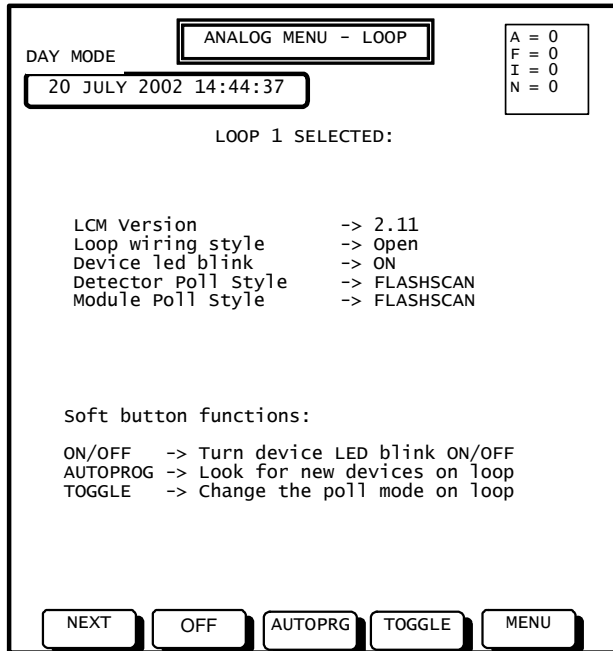 ANALOG MENU - LOOP
A = 0
F = 0
I = 0
N = 0
DAY MODE
20 JULY 2002 14:44:37
LOOP 1 SELECTED:
LCM Version -> 2.11
Loop wiring style -> Open
Device led blink -> ON
Detector Poll Style -> FLASHSCAN
Module Poll Style -> FLASHSCAN
Soft button functions:
ON/OFF -> Turn device LED blink ON/OFF
AUTOPROG -> Look for new devices on loop
TOGGLE -> Change the poll mode on loop
NEXT OFF AUTOPRG TOGGLE MENU